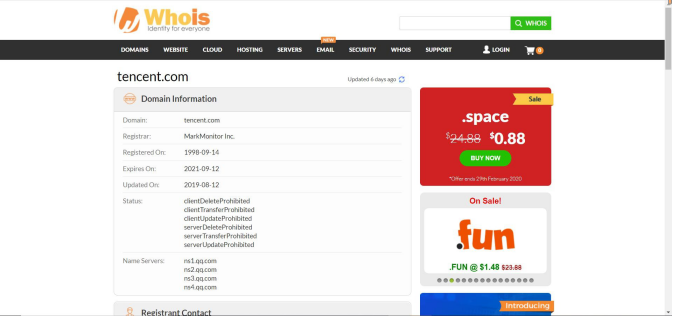 Whois
Identity for everyone
WHOIS
NEW
DOMAINS WEBSITE CLOUD HOSTING SERVERS EMAIL SECURITY WHOIS SUPPORT LOGIN 0
tencent.com
Updated 6 days ago
Domain Information
Domain: tencent.com
Registrar: MarkMonitor Inc.
Registered On: 1998-09-14
Expires On: 2021-09-12
Updated On: 2019-08-12
Status: clientDeleteProhibited
clientTransferProhibited
clientUpdateProhibited
serverDeleteProhibited
serverTransferProhibited
serverUpdateProhibited
Name Servers: ns1.qq.com
ns2.qq.com
ns3.qq.com
ns4.qq.com
Registrant Contact
Sale
.space
$24.88 $0.88
BUY NOW
*Offer ends 29th February 2020
On Sale!
.fun
.FUN @ $1.48 $23.88
Introducing